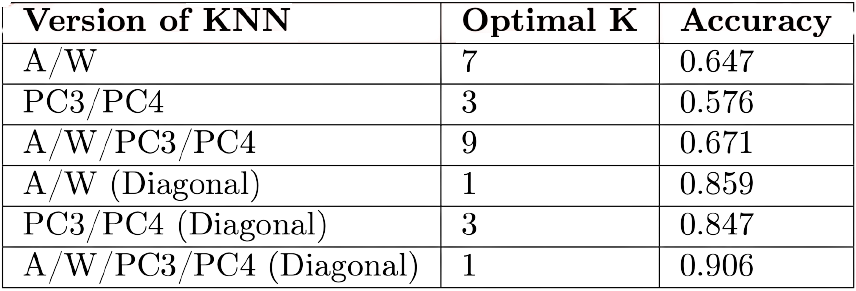 Version of KNN Optimal K Accuracy
A/W 7 0.647
PC3/PC4 3 0.576
A/W/PC3/PC4 9 0.671
A/W (Diagonal) 1 0.859
PC3/PC4 (Diagonal) 3 0.847
A/W/PC3/PC4 (Diagonal) 1 0.906